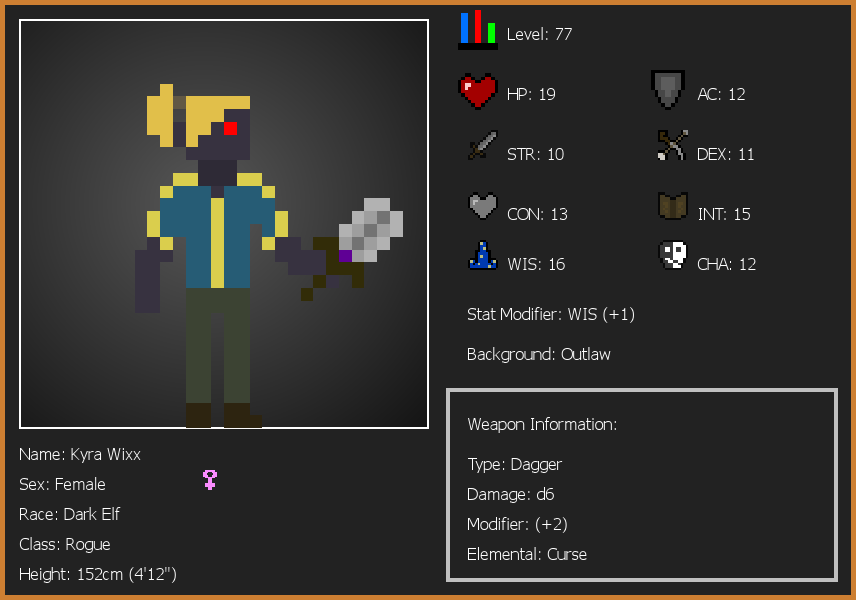 Level: 77
HP: 19
AC: 12
STR: 10
DEX: 11
CON: 13
INT: 15
WIS: 16
CHA: 12
Stat Modifier: WIS (+1)
Background: Outlaw
Weapon Information:
Type: Dagger
Damage: d6
Modifier: (+2)
Elemental: Curse
Name: Kyra Wixx
Sex: Female
Race: Dark Elf
Class: Rogue
Height: 152cm (4'12")